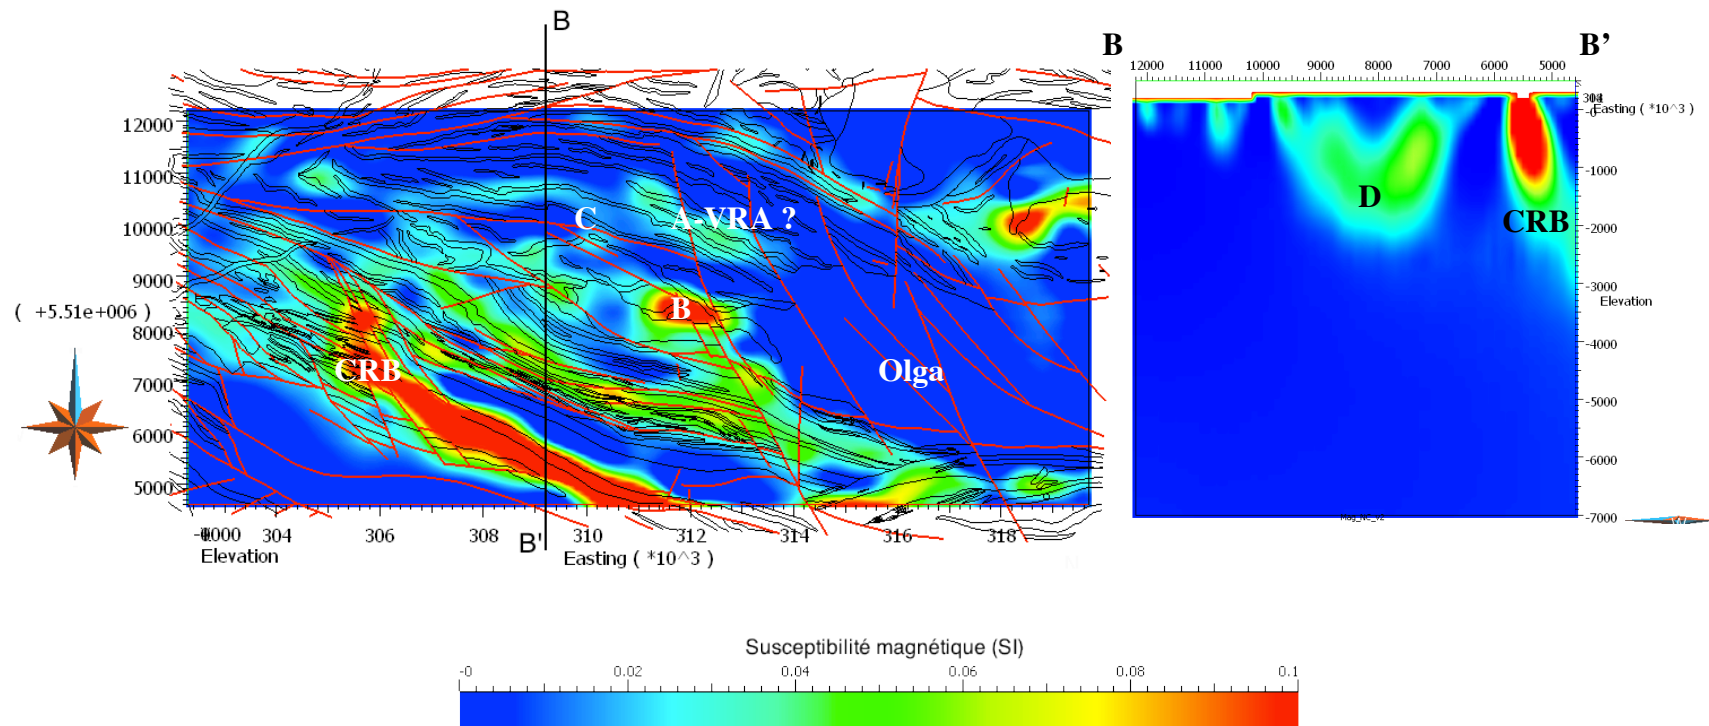 B
B B’
12000 11000 10000 9000 8000 7000 6000 5000
Easting ( *10^3 )
-0
-1000
-2000
-3000
Elevation
-4000
-5000
-6000
-7000
D
CRB
Mag_NC_v2
12000
11000
10000
9000
( +5.51e+006 )
8000
7000
6000
5000
C A-VRA ?
B
CRB Olga
304 306 308 310 312 314 316 318
Elevation
B'
Easting ( *10^3 )
Susceptibilité magnétique (SI)
-0 0.02 0.04 0.06 0.08 0.1